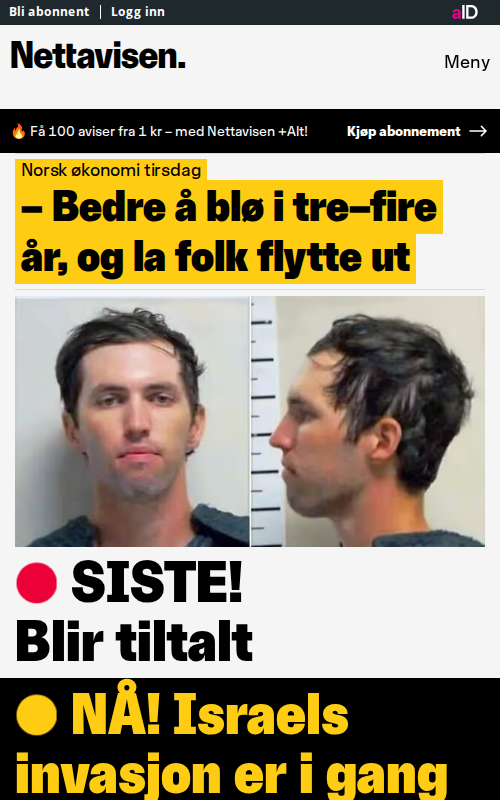 Bli abonnent | Logg inn
aID
Nettavisen.
Meny
🔥 Få 100 aviser fra 1 kr – med Nettavisen +Alt!
Kjøp abonnement →
Norsk økonomi tirsdag
– Bedre å blø i tre–fire
år, og la folk flytte ut
SISTE!
Blir tiltalt
NÅ! Israels
invasjon er i gang